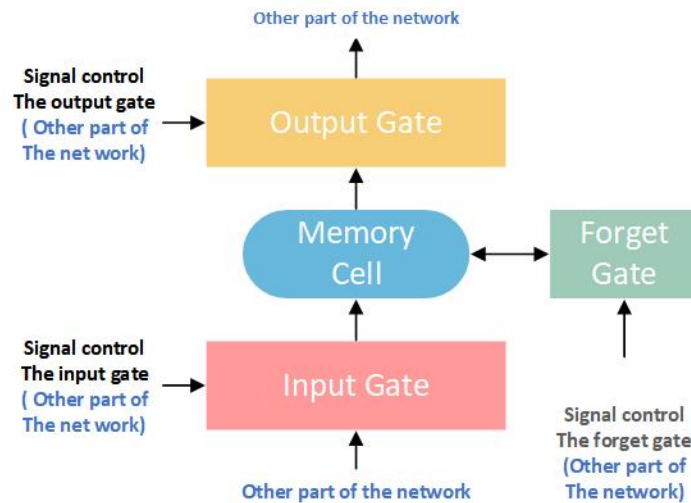 Other part of the network
Signal control
The output gate
( Other part of
The net work)
Output Gate
Memory
Cell
Forget
Gate
Signal control
The input gate
( Other part of
The net work)
Input Gate
Signal control
The forget gate
(Other part of
The network)
Other part of the network